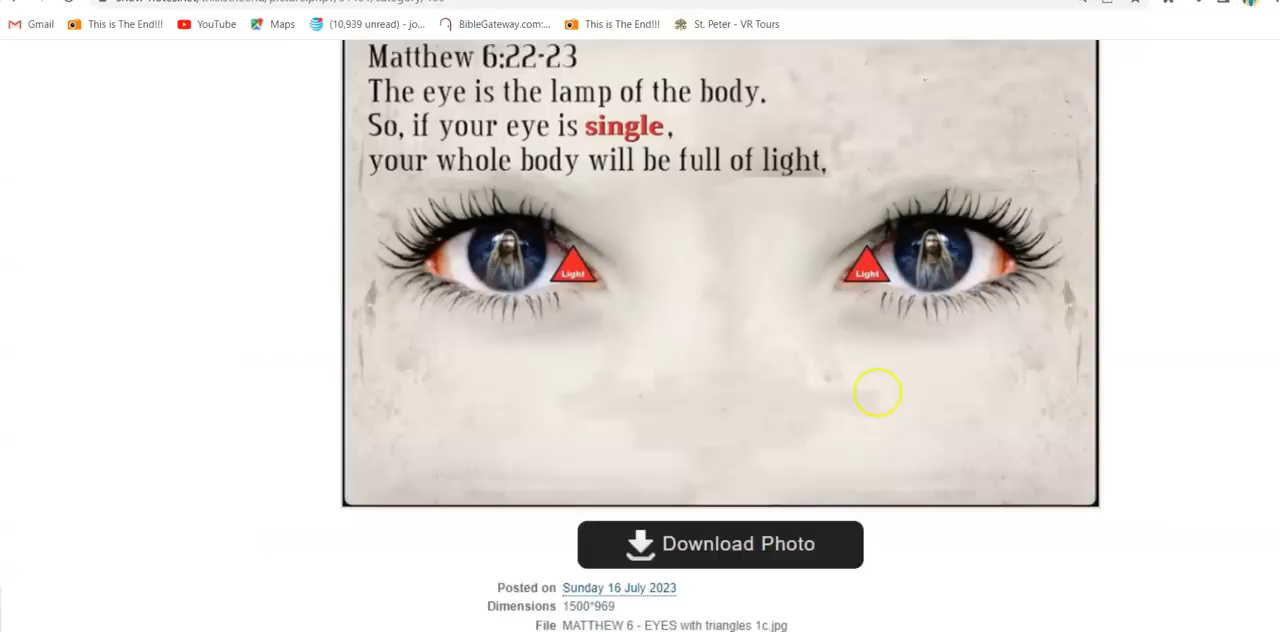 Gmail
This is The End!!!
YouTube
Maps
(10,939 unread) - jo...
BibleGateway.com:...
This is The End!!!
St. Peter - VR Tours
Matthew 6:22-23
The eye is the lamp of the body.
So, if your eye is single,
your whole body will be full of light,
Light
Light
Download Photo
Posted on Sunday 16 July 2023
Dimensions 1500*969
File MATTHEW 6 - EYES with triangles 1c.jpg